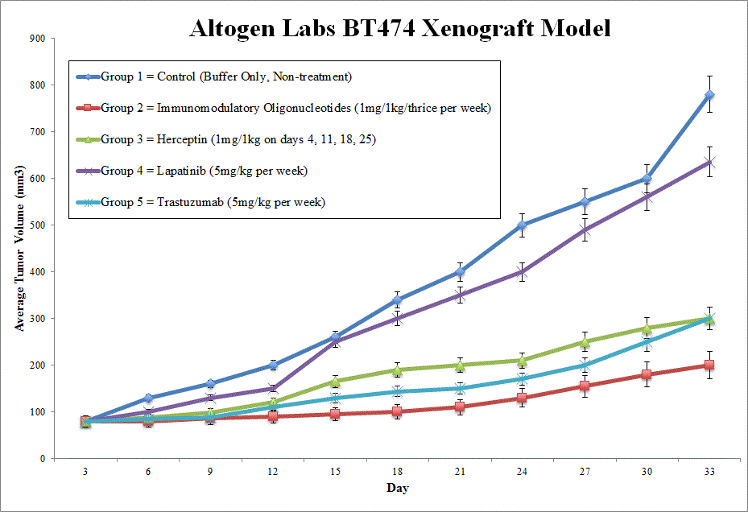 Altogen Labs BT474 Xenograft Model
Group 1 = Control (Buffer Only, Non-treatment)
Group 2 = Immunomodulatory Oligonucleotides (1mg/1kg/thrice per week)
Group 3 = Herceptin (1mg/1kg on days 4, 11, 18, 25)
Group 4 = Lapatinib (5mg/kg per week)
Group 5 = Trastuzumab (5mg/kg per week)
Average Tumor Volume (mm3)
900
800
700
600
500
400
300
200
100
0
3 6 9 12 15 18 21 24 27 30 33
Day